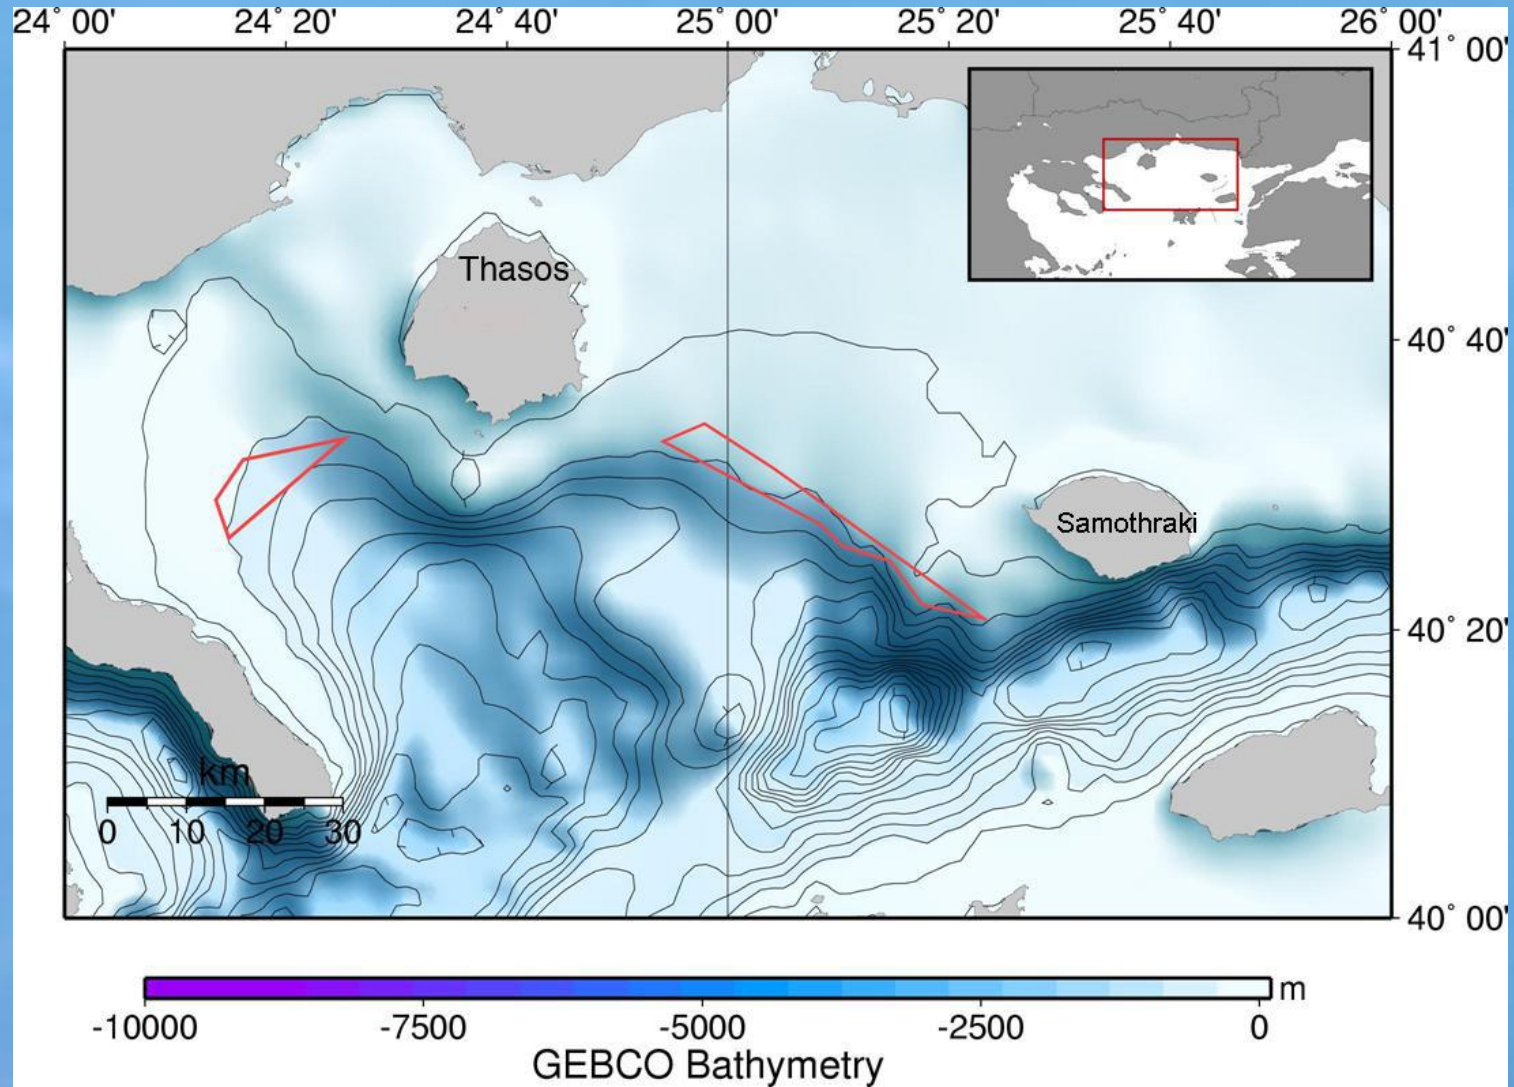 24° 00' 24° 20' 24° 40' 25° 00' 25° 20' 25° 40' 26° 00'
41° 00'
Thasos
40° 40'
Samothraki
40° 20'
km
0 10 20 30
40° 00'
m
-10000 -7500 -5000 -2500 0
GEBCO Bathymetry